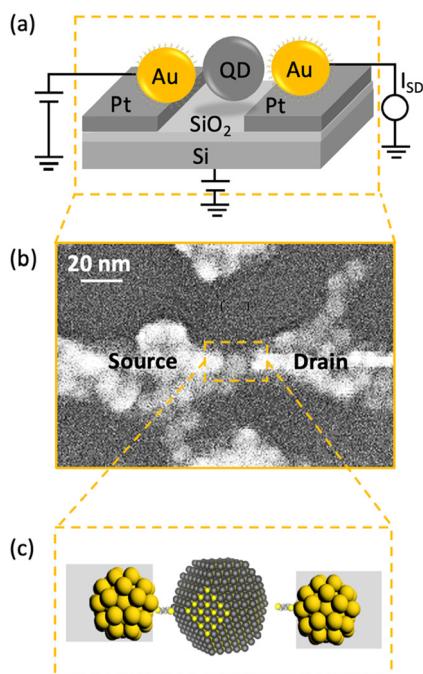 (a)
Au QD Au
I_SD
Pt Pt
SiO₂
Si
(b)
20 nm
Source Drain
(c)